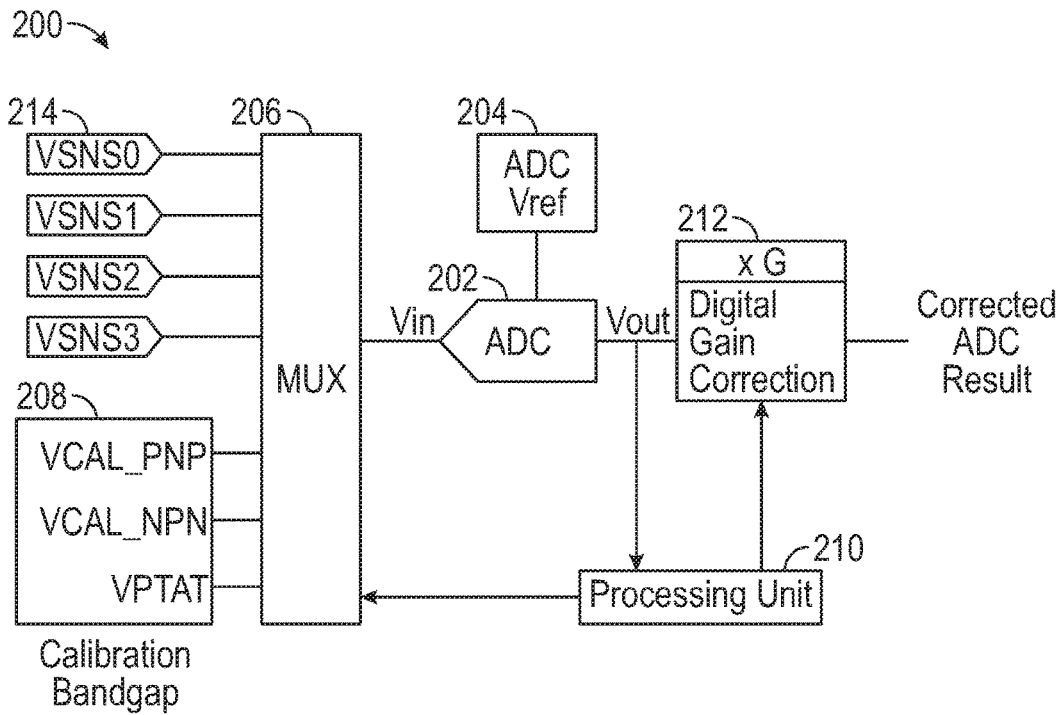 200
214
206
204
VSNS0
VSNS1
VSNS2
VSNS3
ADC
Vref
212
x G
202
Vin
ADC
Vout
Digital
Gain
Correction
Corrected
ADC
Result
MUX
208
VCAL_PNP
VCAL_NPN
VPTAT
210
Processing Unit
Calibration
Bandgap